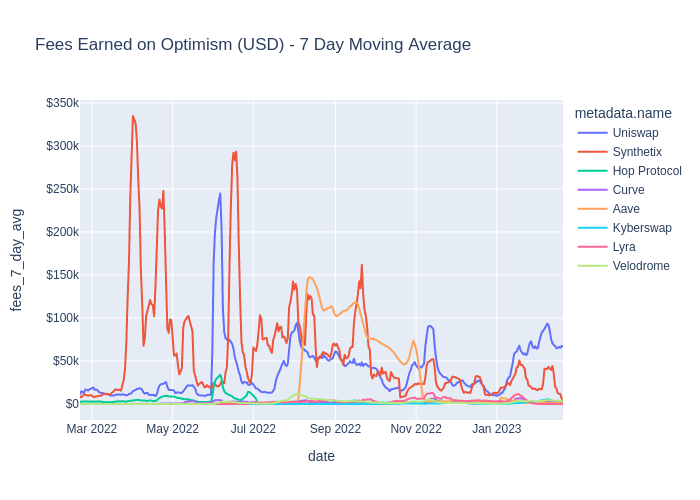 Fees Earned on Optimism (USD) - 7 Day Moving Average
metadata.name
Uniswap
Synthetix
Hop Protocol
Curve
Aave
Kyberswap
Lyra
Velodrome
fees_7_day_avg
$350k
$300k
$250k
$200k
$150k
$100k
$50k
$0
Mar 2022
May 2022
Jul 2022
Sep 2022
Nov 2022
Jan 2023
date